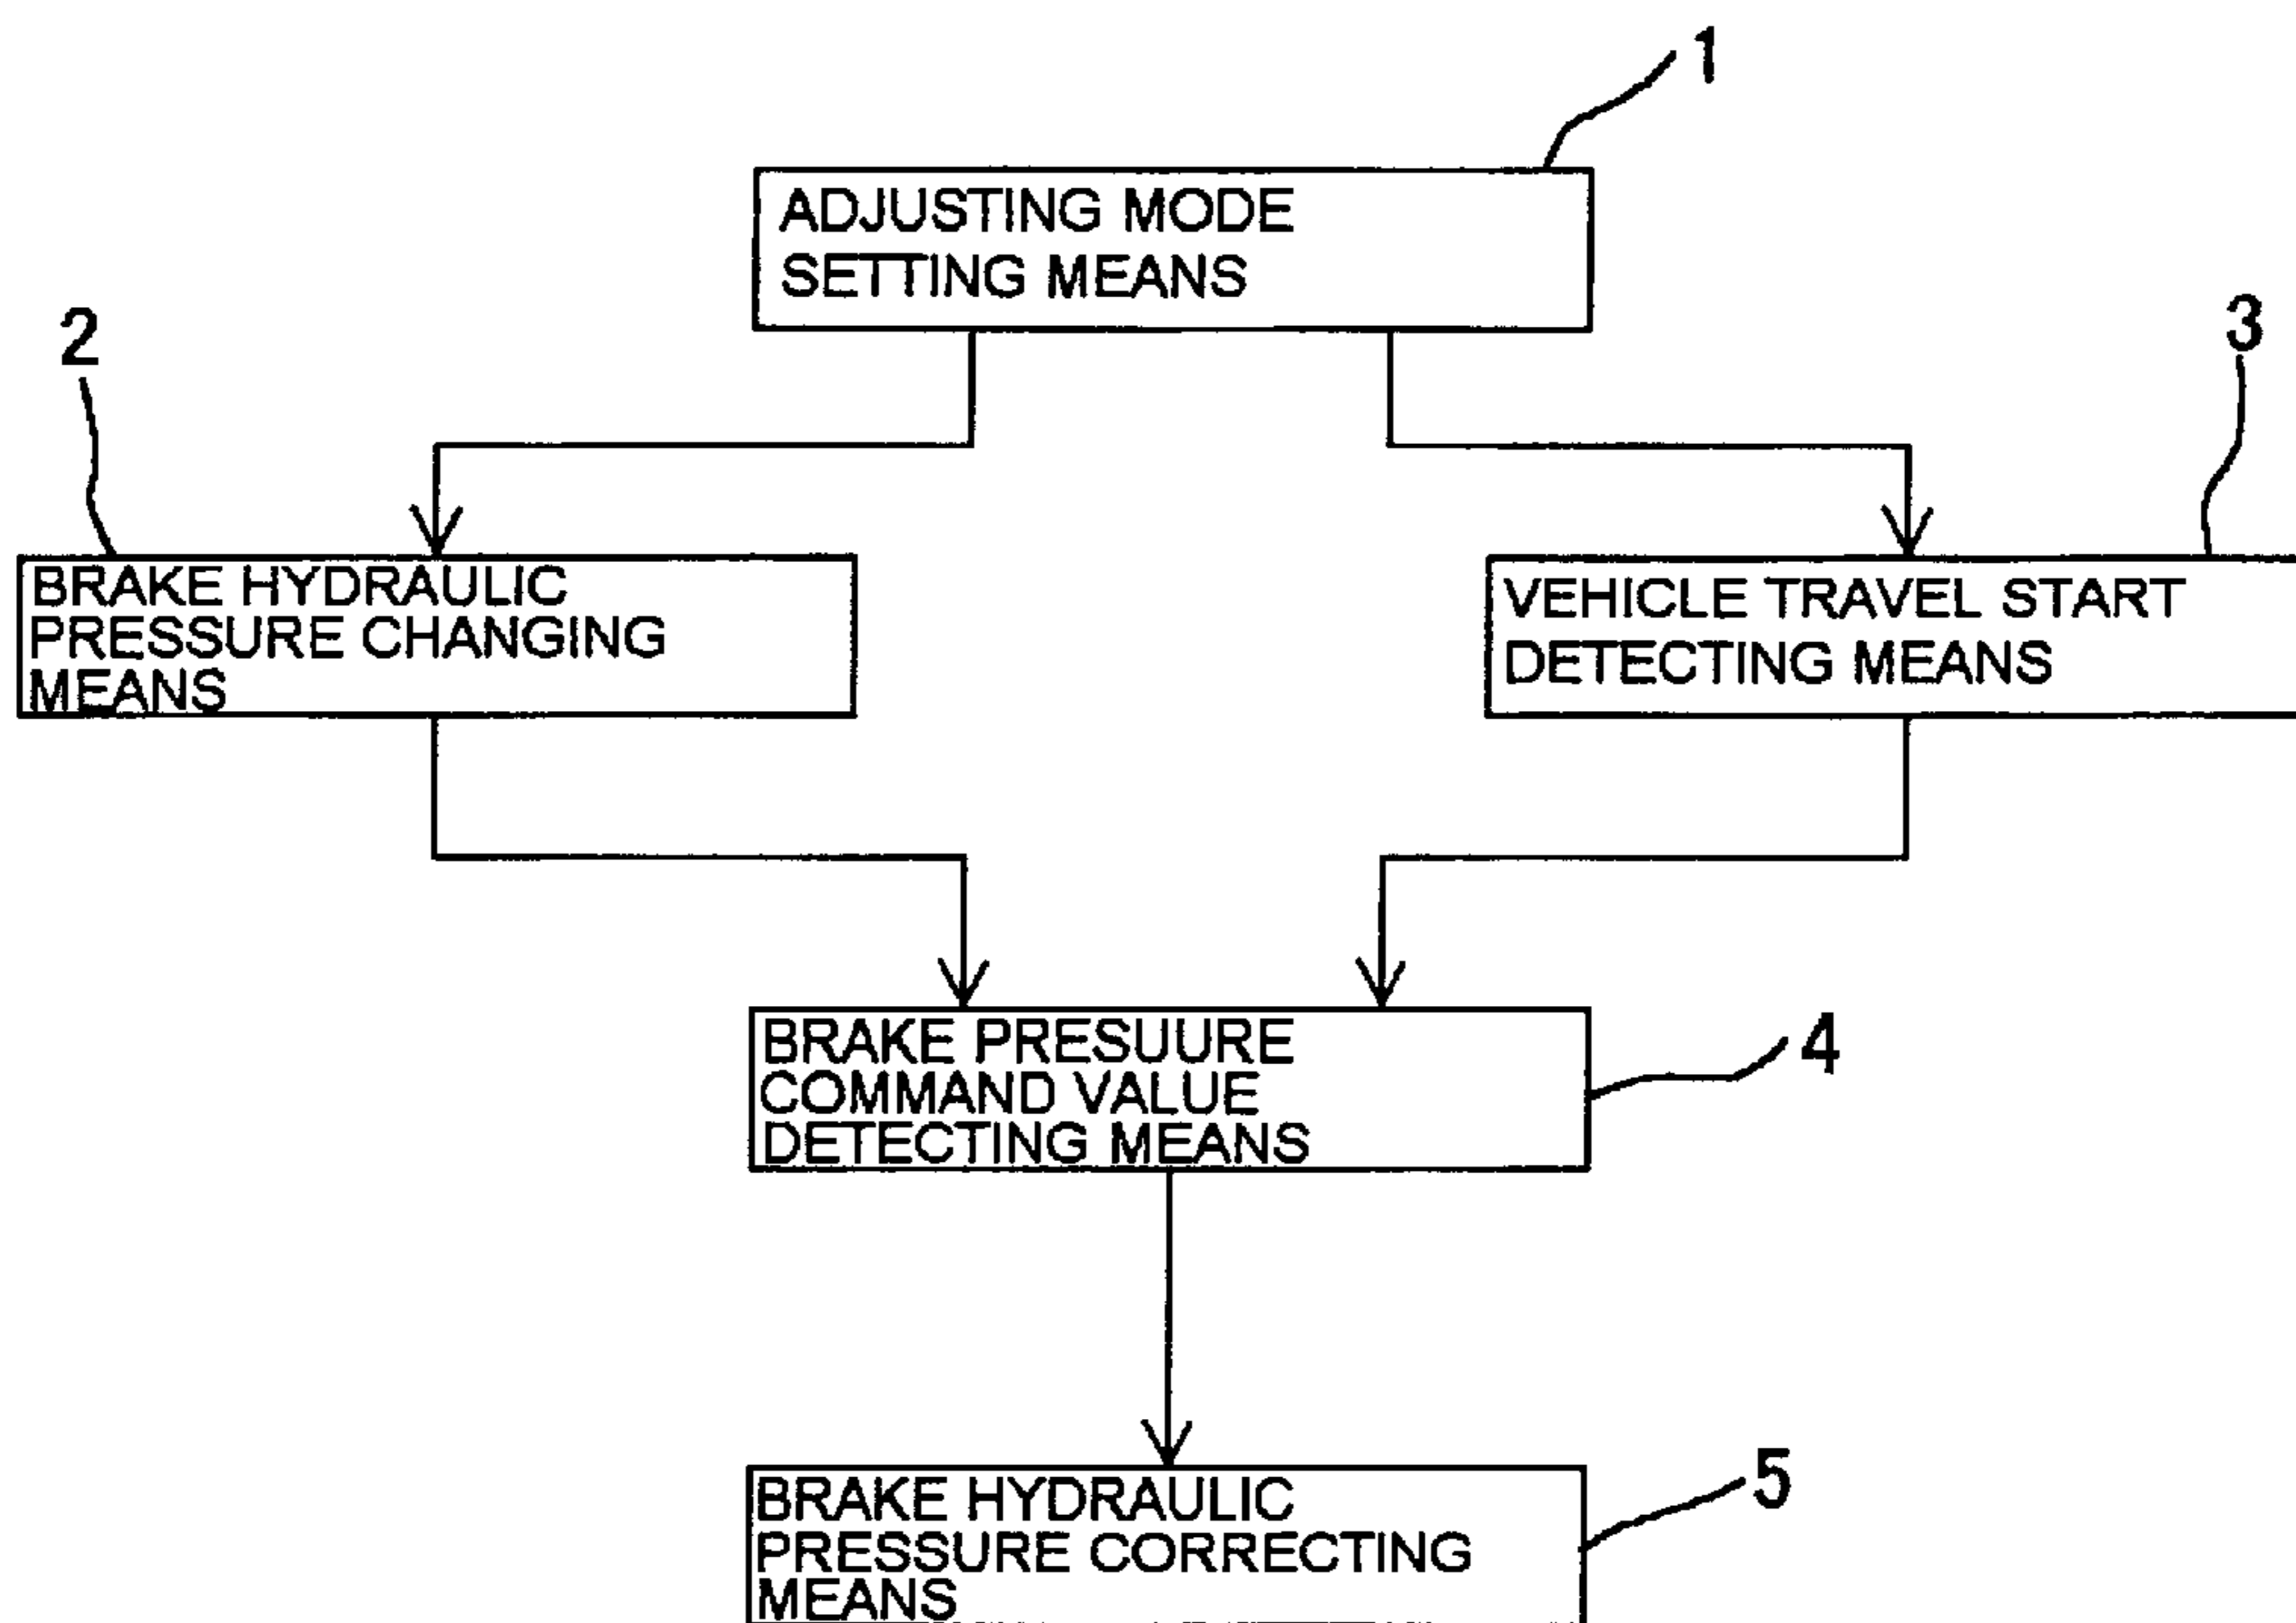 1
ADJUSTING MODE
SETTING MEANS
2
3
BRAKE HYDRAULIC
PRESSURE CHANGING
MEANS
VEHICLE TRAVEL START
DETECTING MEANS
BRAKE PRESUURE
COMMAND VALUE
DETECTING MEANS
4
BRAKE HYDRAULIC
PRESSURE CORRECTING
MEANS
5